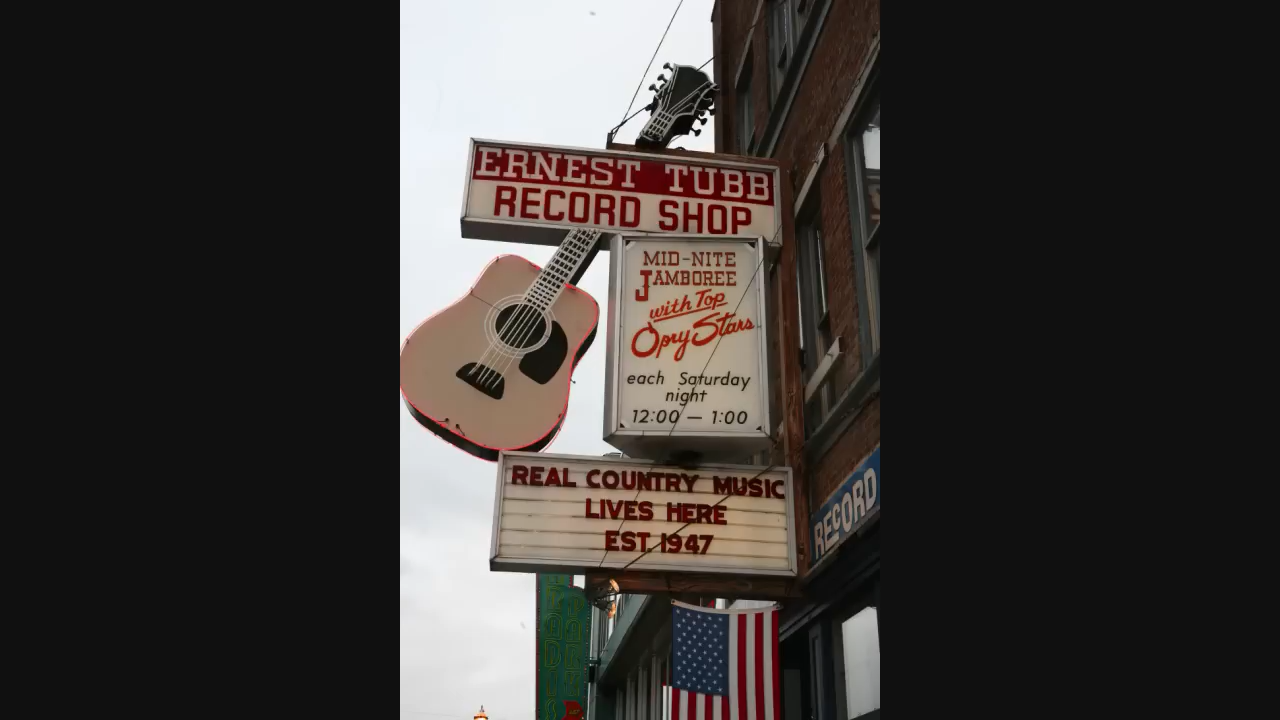 ERNEST TUBB
RECORD SHOP
MID-NITE
JAMBOREE
with Top
Opry Stars
each Saturday
night
12:00 — 1:00
REAL COUNTRY MUSIC
LIVES HERE
EST. 1947
RECORD